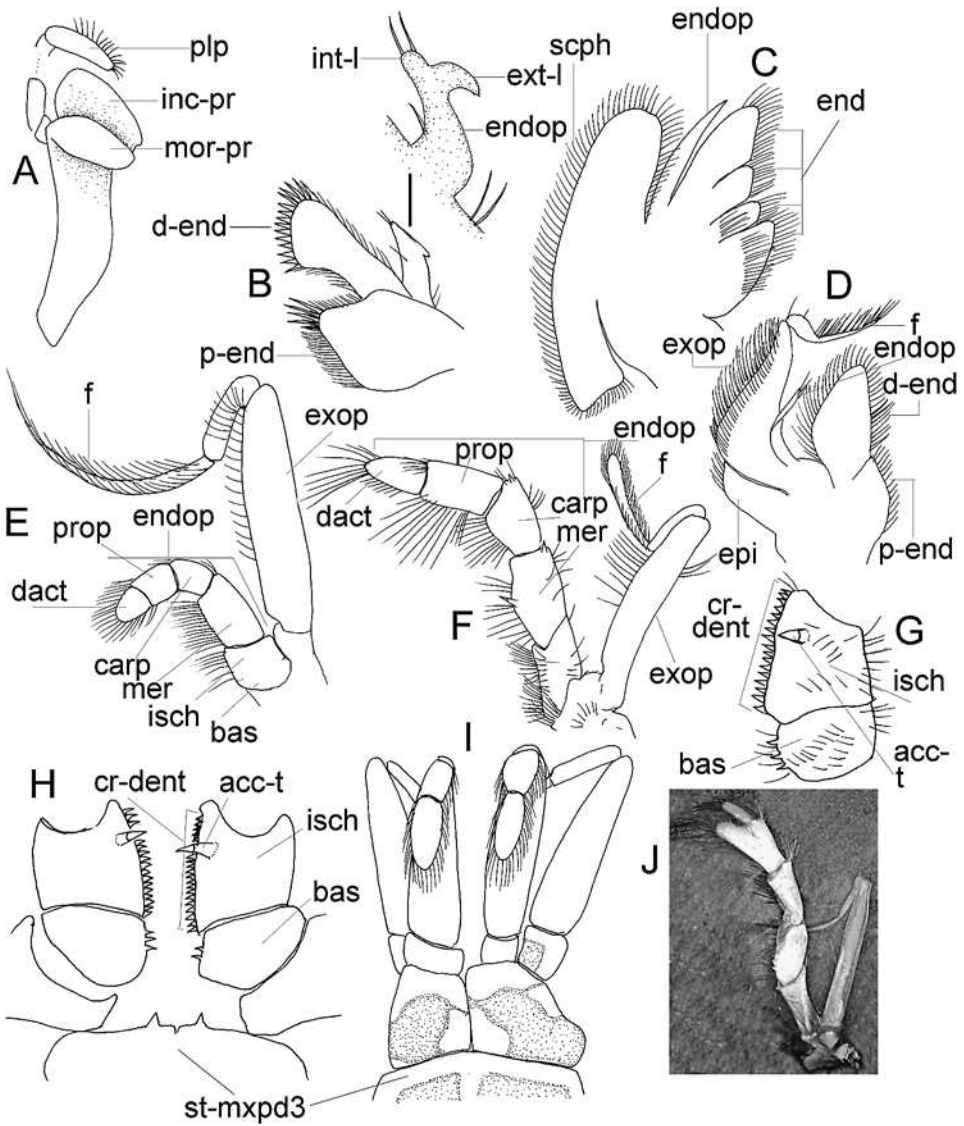 A
plp
inc-pr
mor-pr
int-l
ext-l
endop
scph
endop
C
end
d-end
B
p-end
D
f
exop
endop
d-end
epi
p-end
f
exop
E
prop
endop
dact
carp
mer
isch
bas
endop
prop
f
dact
carp
mer
F
exop
cr-
dent
G
isch
bas
acc-
t
H
cr-dent
acc-t
isch
bas
I
J
st-mxpd3